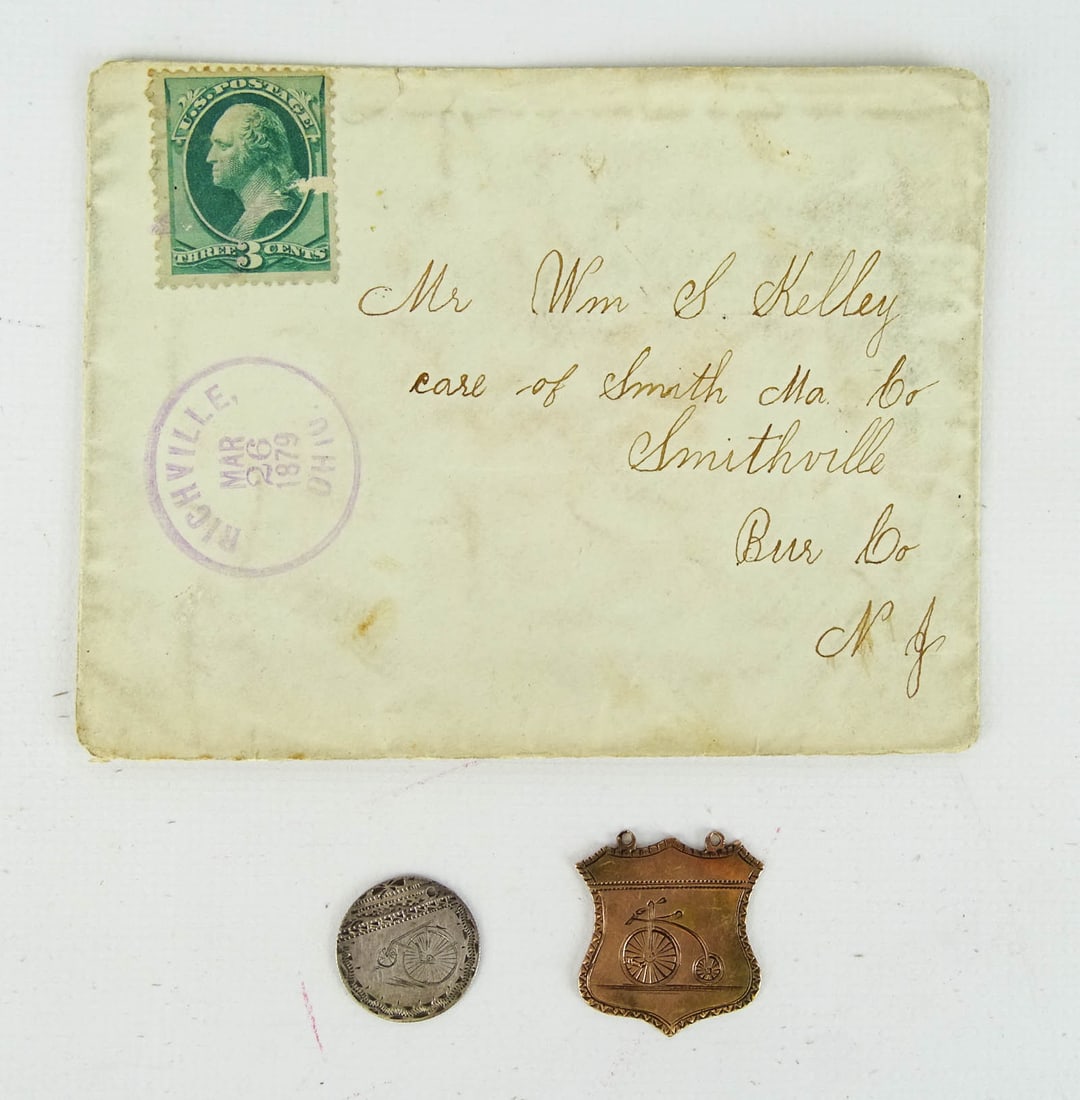 U.S. POSTAGE
THREE 3 CENTS
Mr Wm S. Kelley
care of Smith Ma. Co
Smithville
Bur Co
N J
RICHVILLE,
MAR
26
1879
OHIO.